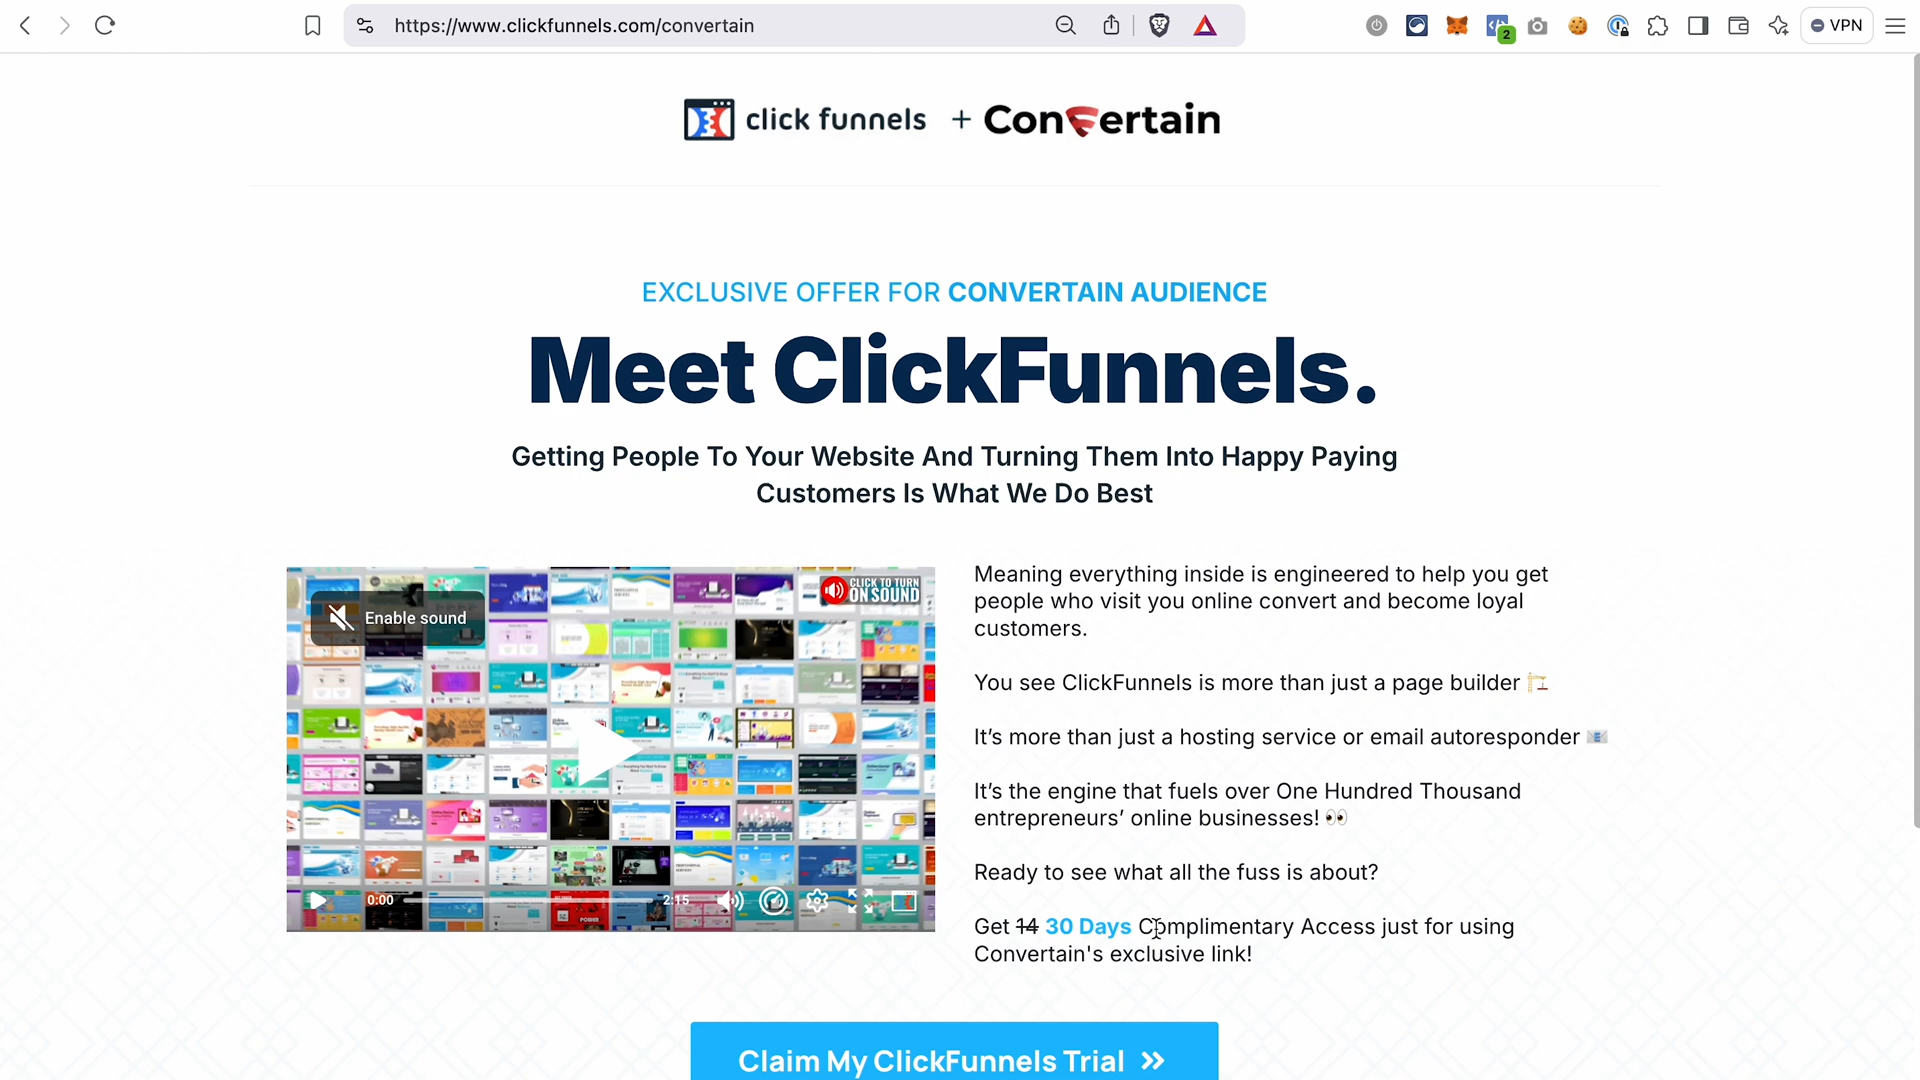 https://www.clickfunnels.com/convertain
2
VPN
click funnels + Convertain
EXCLUSIVE OFFER FOR CONVERTAIN AUDIENCE
Meet ClickFunnels.
Getting People To Your Website And Turning Them Into Happy Paying
Customers Is What We Do Best
Enable sound
CLICK TO TURN
ON SOUND
0:00
2:15
Meaning everything inside is engineered to help you get
people who visit you online convert and become loyal
customers.
You see ClickFunnels is more than just a page builder 🏗️
It’s more than just a hosting service or email autoresponder 📧
It’s the engine that fuels over One Hundred Thousand
entrepreneurs’ online businesses! 👀
Ready to see what all the fuss is about?
Get 14 30 Days Complimentary Access just for using
Convertain's exclusive link!
Claim My ClickFunnels Trial »